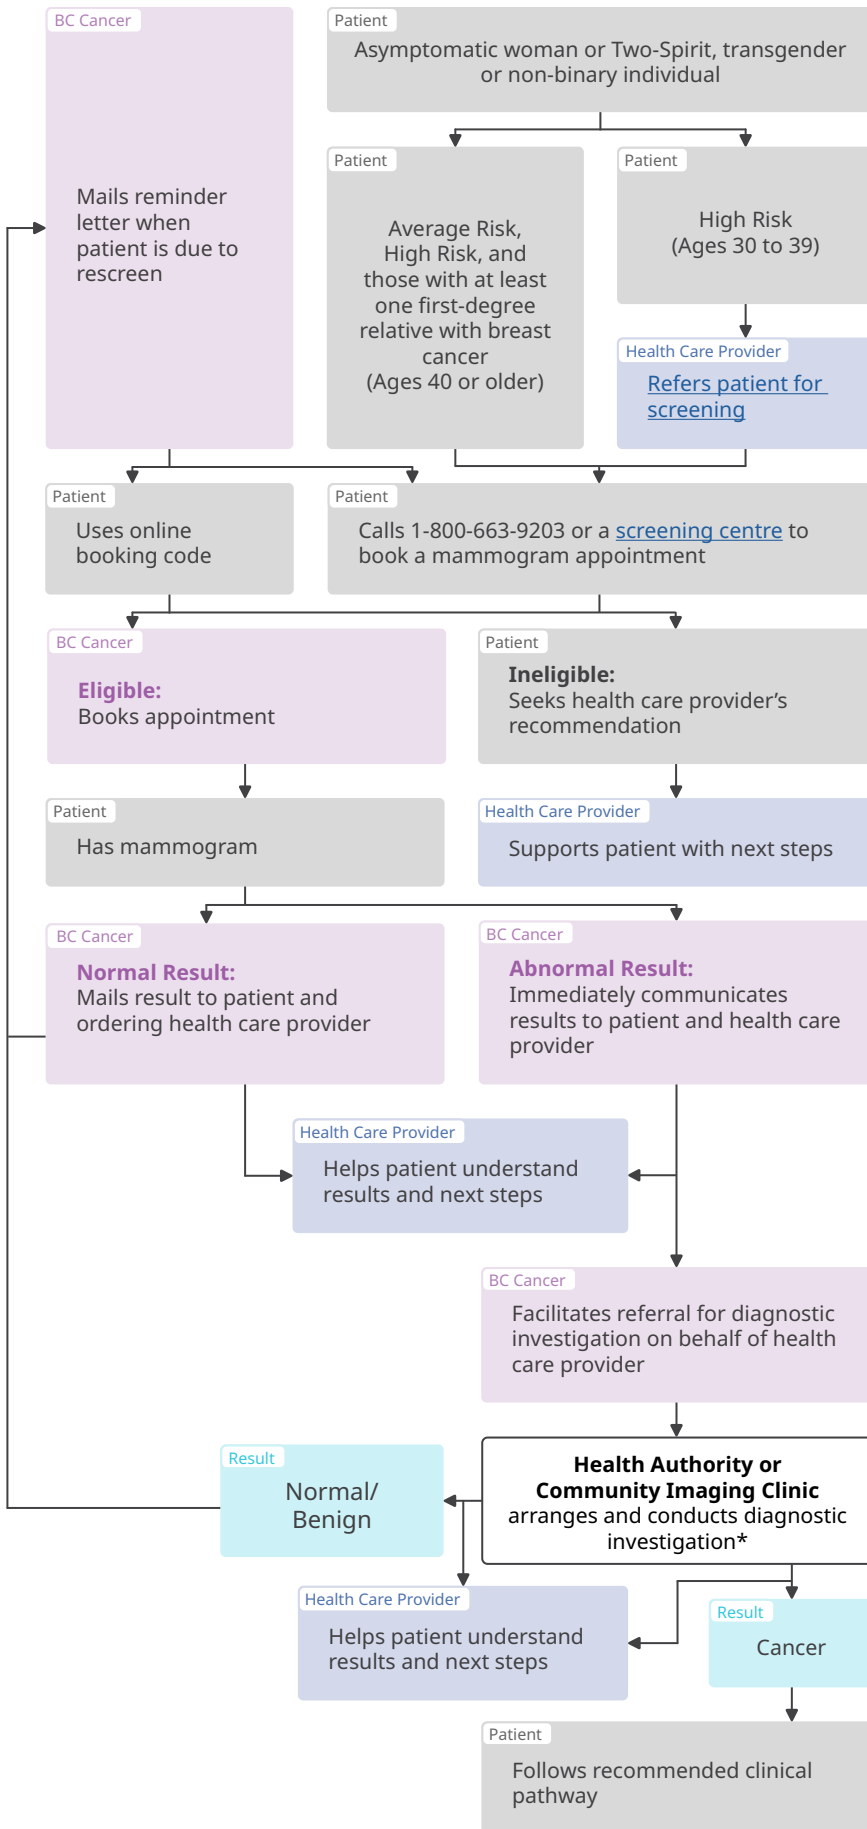 BC Cancer
Mails reminder
letter when
patient is due to
rescreen
Patient
Asymptomatic woman or Two-Spirit, transgender
or non-binary individual
Patient
Average Risk,
High Risk, and
those with at least
one first-degree
relative with breast
cancer
(Ages 40 or older)
Patient
High Risk
(Ages 30 to 39)
Health Care Provider
Refers patient for
screening
Patient
Uses online
booking code
Patient
Calls 1-800-663-9203 or a screening centre to
book a mammogram appointment
BC Cancer
Eligible:
Books appointment
Patient
Ineligible:
Seeks health care provider’s
recommendation
Patient
Has mammogram
Health Care Provider
Supports patient with next steps
BC Cancer
Normal Result:
Mails result to patient and
ordering health care provider
BC Cancer
Abnormal Result:
Immediately communicates
results to patient and health care
provider
Health Care Provider
Helps patient understand
results and next steps
BC Cancer
Facilitates referral for diagnostic
investigation on behalf of health
care provider
Result
Normal/
Benign
Health Authority or
Community Imaging Clinic
arranges and conducts diagnostic
investigation*
Health Care Provider
Helps patient understand
results and next steps
Result
Cancer
Patient
Follows recommended clinical
pathway